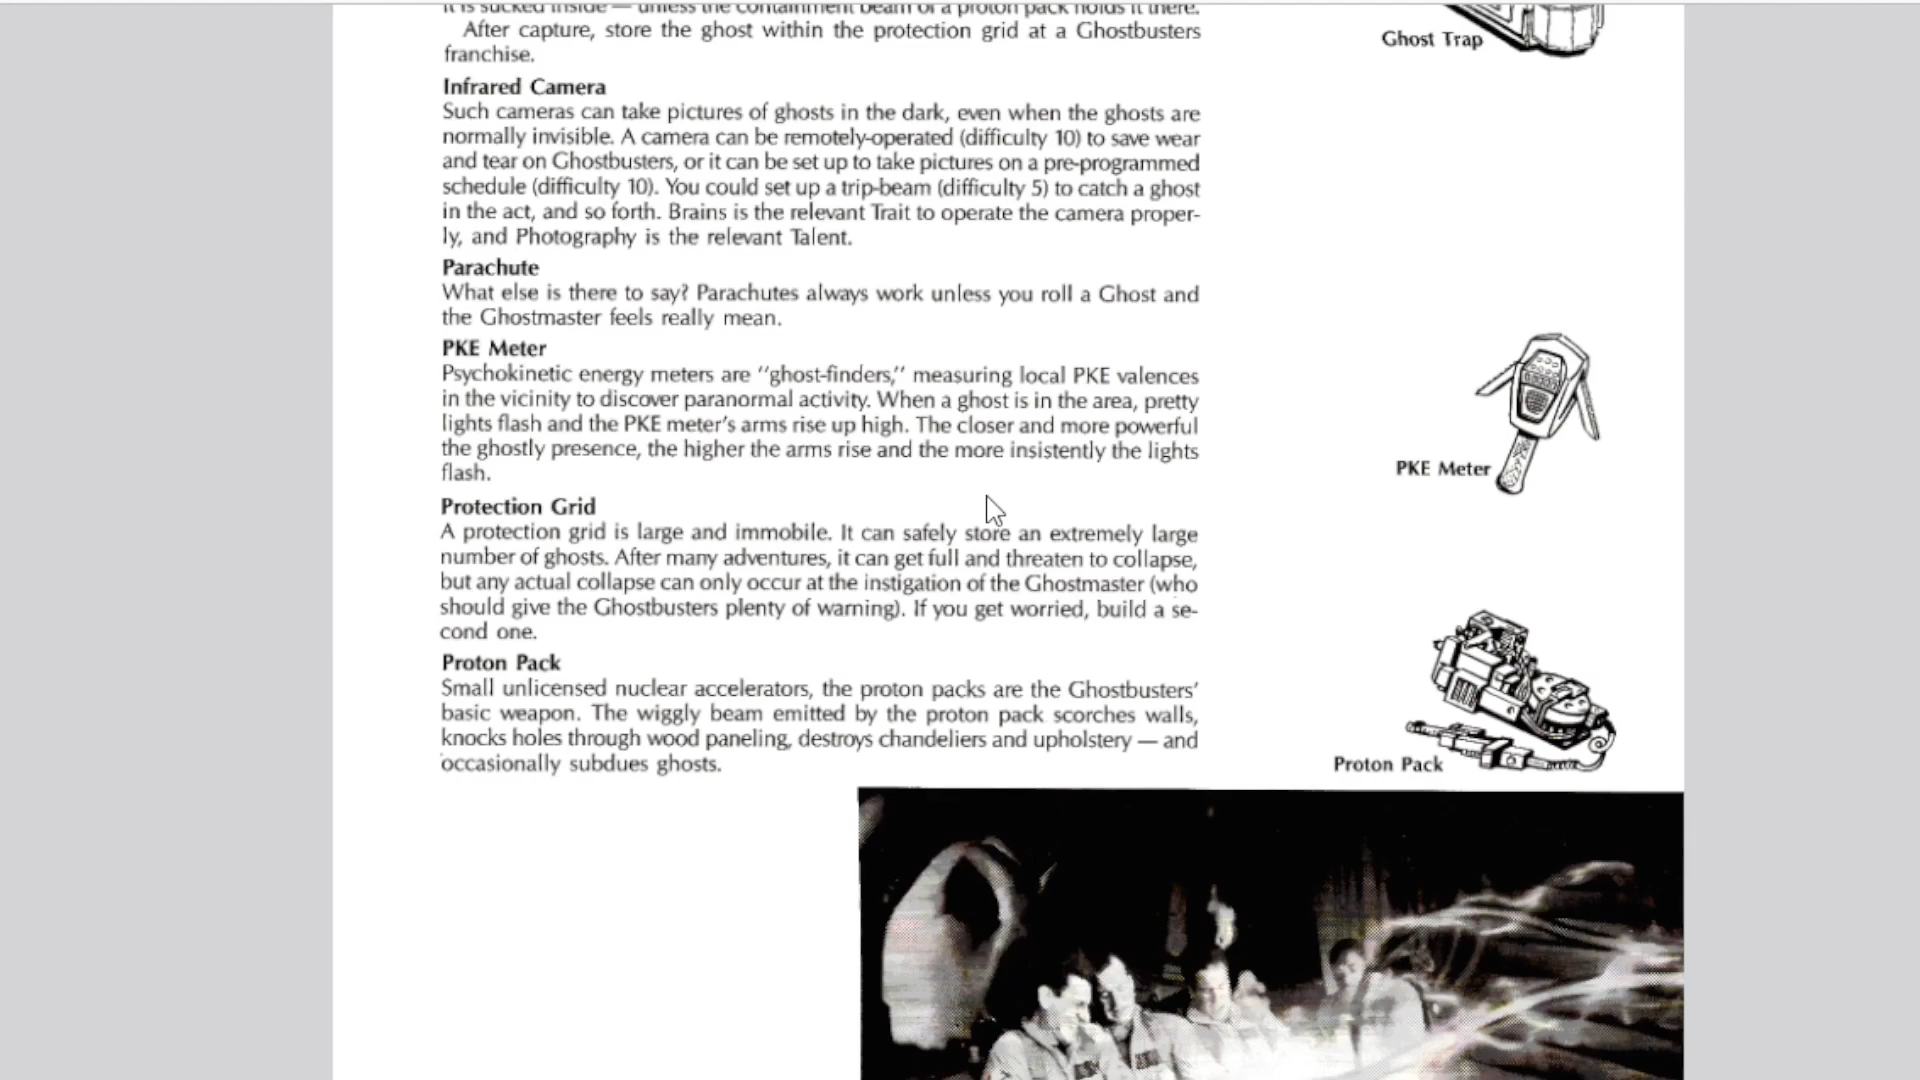 it is sucked inside — unless the containment beam of a proton pack holds it there.
After capture, store the ghost within the protection grid at a Ghostbusters
franchise.
Ghost Trap
Infrared Camera
Such cameras can take pictures of ghosts in the dark, even when the ghosts are
normally invisible. A camera can be remotely-operated (difficulty 10) to save wear
and tear on Ghostbusters, or it can be set up to take pictures on a pre-programmed
schedule (difficulty 10). You could set up a trip-beam (difficulty 5) to catch a ghost
in the act, and so forth. Brains is the relevant Trait to operate the camera proper-
ly, and Photography is the relevant Talent.
Parachute
What else is there to say? Parachutes always work unless you roll a Ghost and
the Ghostmaster feels really mean.
PKE Meter
Psychokinetic energy meters are "ghost-finders," measuring local PKE valences
in the vicinity to discover paranormal activity. When a ghost is in the area, pretty
lights flash and the PKE meter's arms rise up high. The closer and more powerful
the ghostly presence, the higher the arms rise and the more insistently the lights
flash.
PKE Meter
Protection Grid
A protection grid is large and immobile. It can safely store an extremely large
number of ghosts. After many adventures, it can get full and threaten to collapse,
but any actual collapse can only occur at the instigation of the Ghostmaster (who
should give the Ghostbusters plenty of warning). If you get worried, build a se-
cond one.
Proton Pack
Small unlicensed nuclear accelerators, the proton packs are the Ghostbusters'
basic weapon. The wiggly beam emitted by the proton pack scorches walls,
knocks holes through wood paneling, destroys chandeliers and upholstery — and
occasionally subdues ghosts.
Proton Pack